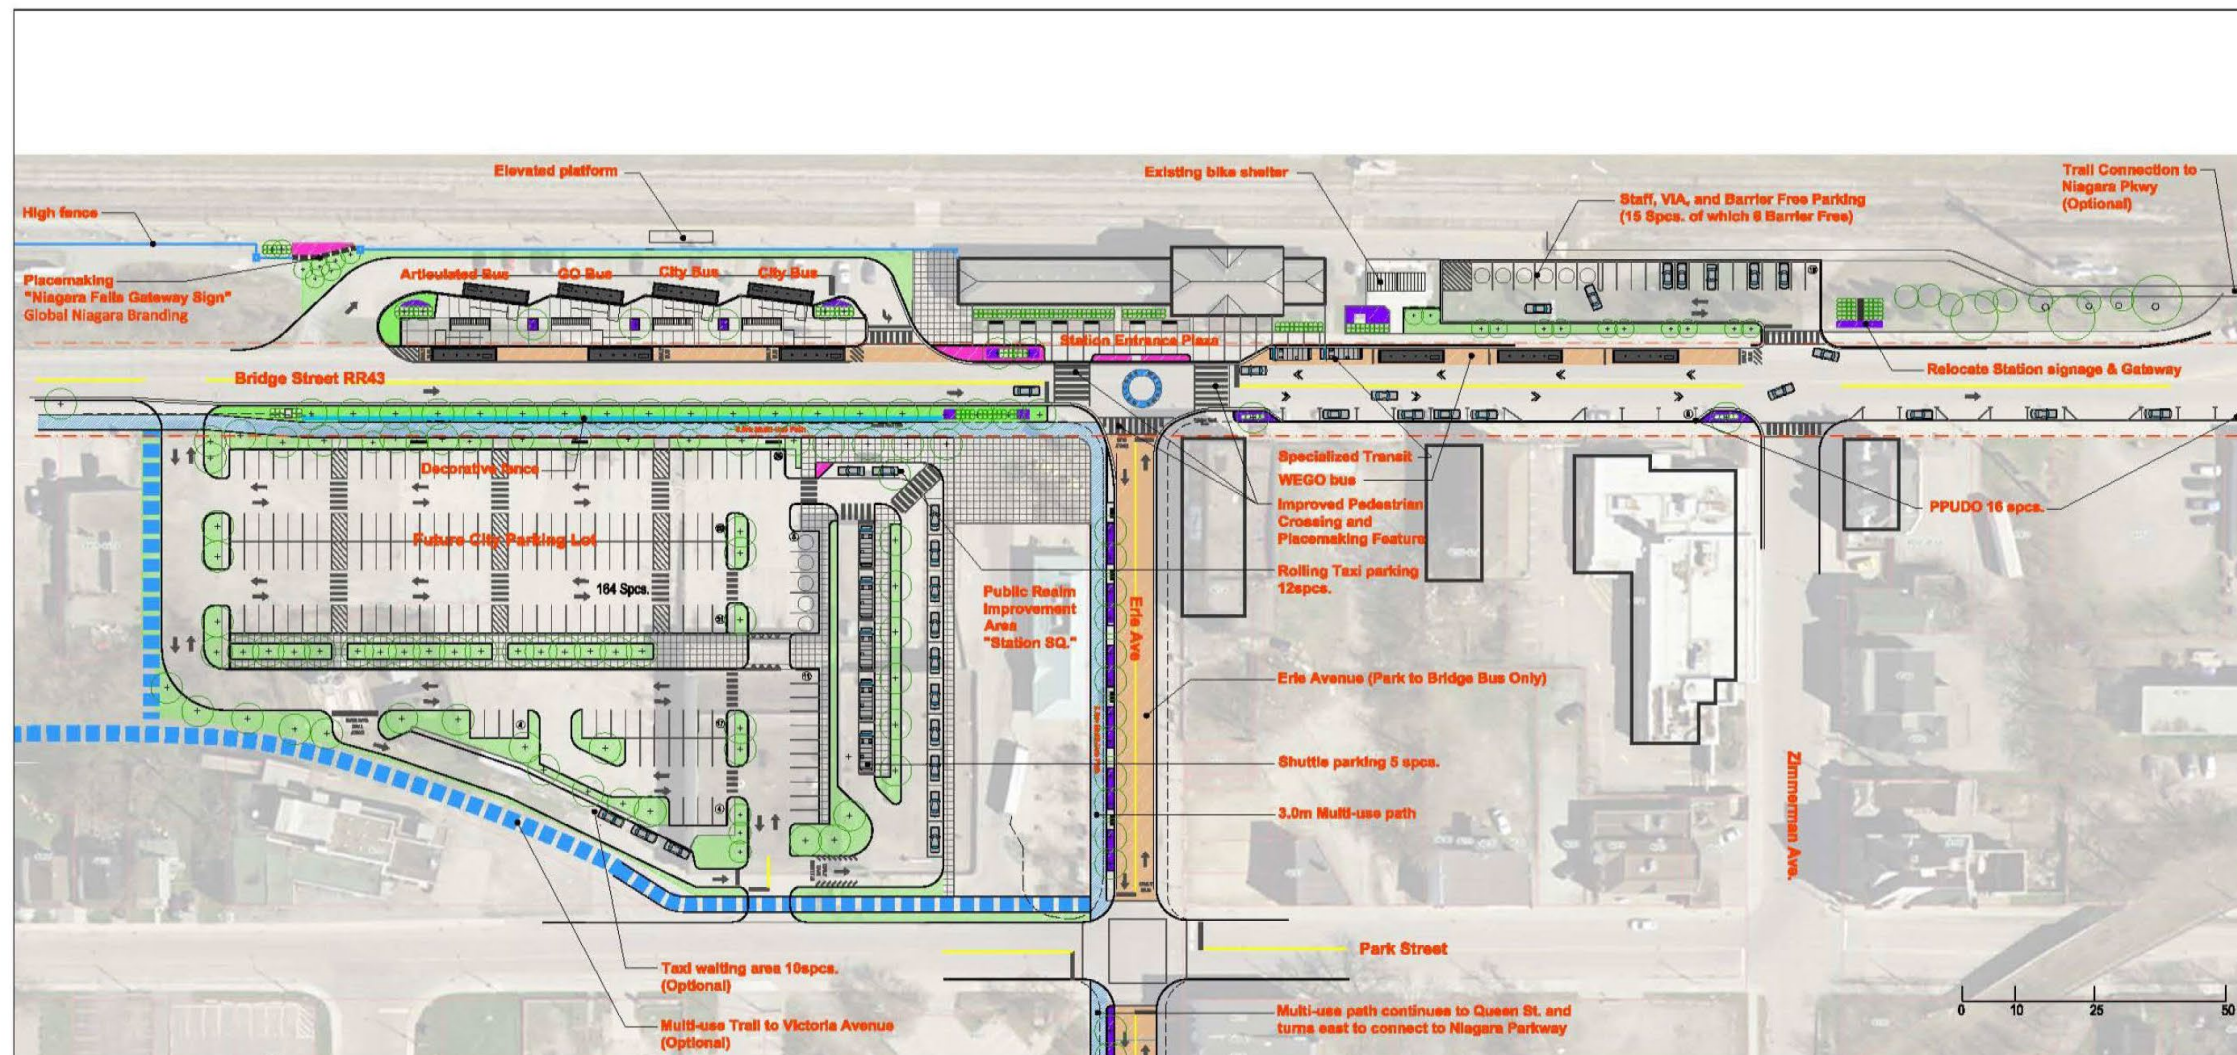 Elevated platform
Existing bike shelter
Trail Connection to
Niagara Pkwy
(Optional)
High fence
Staff, VIA, and Barrier Free Parking
(15 Spcs. of which 6 Barrier Free)
Placemaking
"Niagara Falls Gateway Sign"
Global Niagara Branding
Articulated Bus
GO Bus
City Bus
City Bus
Station Entrance Plaza
Bridge Street RR43
Relocate Station signage & Gateway
Decorative fence
Specialized Transit
WEGO bus
Improved Pedestrian
Crossing and
Placemaking Feature
PPUDO 16 spcs.
Future City Parking Lot
164 Spcs.
Rolling Taxi parking
12spcs.
Public Realm
Improvement
Area
"Station SQ."
Erie Ave
Erie Avenue (Park to Bridge Bus Only)
Shuttle parking 5 spcs.
3.0m Multi-use path
Zimmerman Ave.
Park Street
Taxi waiting area 10spcs.
(Optional)
Multi-use Trail to Victoria Avenue
(Optional)
Multi-use path continues to Queen St. and
turns east to connect to Niagara Parkway
0 10 25 50